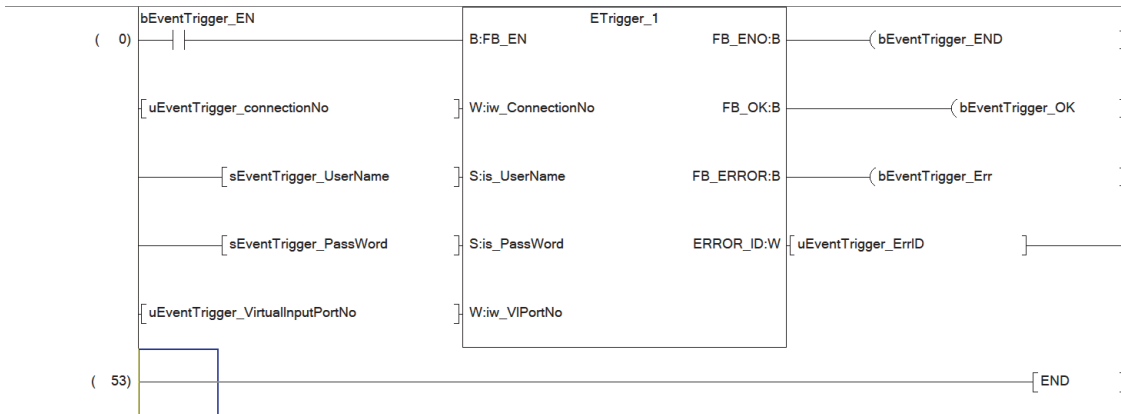 bEventTrigger_EN ETrigger_1
( 0) B:FB_EN FB_ENO:B bEventTrigger_END
uEventTrigger_connectionNo W:iw_ConnectionNo FB_OK:B bEventTrigger_OK
sEventTrigger_UserName S:is_UserName FB_ERROR:B bEventTrigger_Err
sEventTrigger_PassWord S:is_PassWord ERROR_ID:W uEventTrigger_ErrID
uEventTrigger_VirtualInputPortNo W:iw_VIPortNo
( 53) END